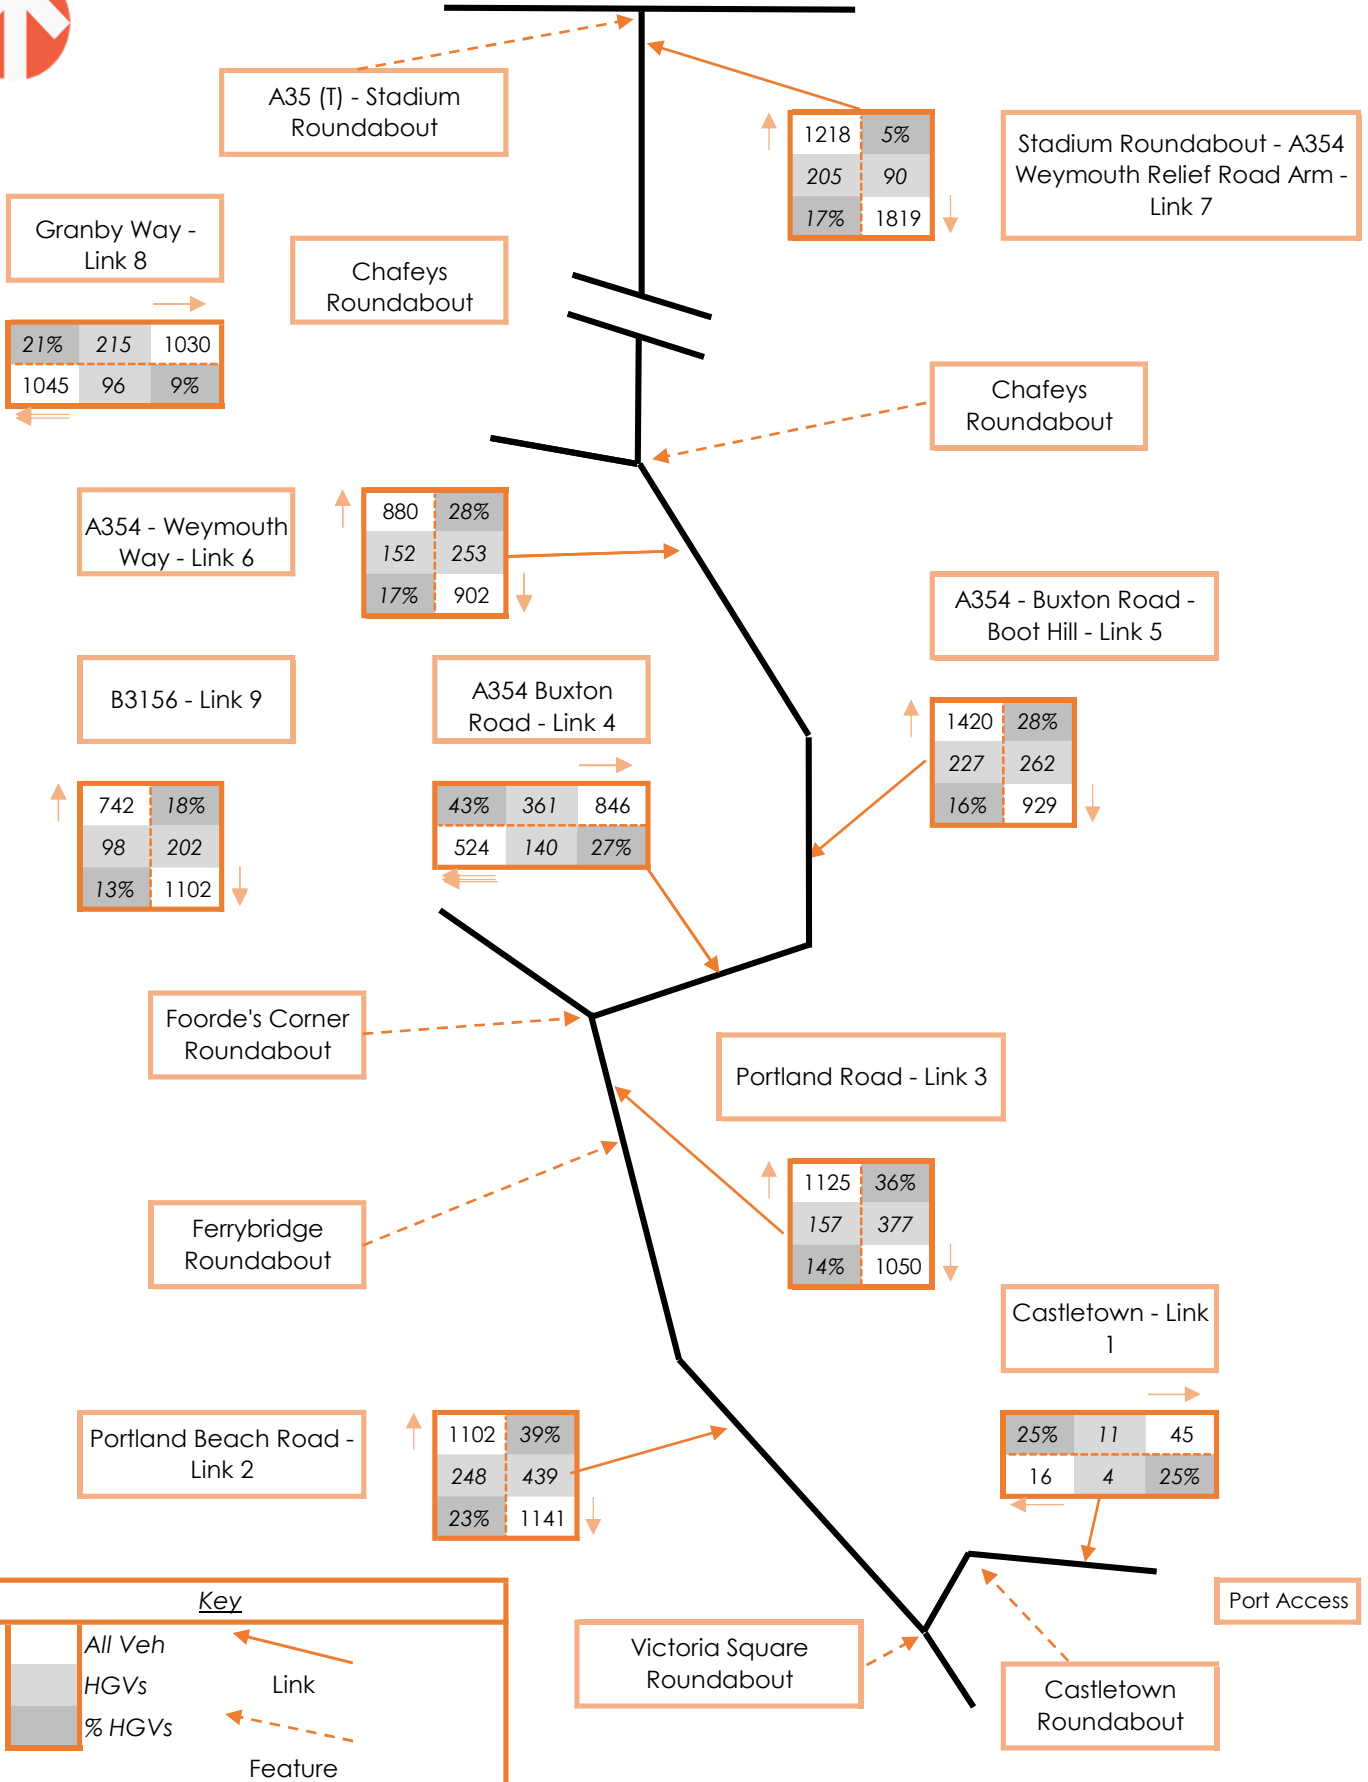 A35 (T) - Stadium
Roundabout
1218 5%
205 90
17% 1819
Stadium Roundabout - A354
Weymouth Relief Road Arm -
Link 7
Granby Way -
Link 8
21% 215 1030
1045 96 9%
Chafeys
Roundabout
Chafeys
Roundabout
A354 - Weymouth
Way - Link 6
880 28%
152 253
17% 902
A354 - Buxton Road -
Boot Hill - Link 5
1420 28%
227 262
16% 929
B3156 - Link 9
742 18%
98 202
13% 1102
A354 Buxton
Road - Link 4
43% 361 846
524 140 27%
Foorde's Corner
Roundabout
Portland Road - Link 3
1125 36%
157 377
14% 1050
Ferrybridge
Roundabout
Castletown - Link
1
25% 11 45
16 4 25%
Portland Beach Road -
Link 2
1102 39%
248 439
23% 1141
Port Access
Victoria Square
Roundabout
Castletown
Roundabout
Key
All Veh
HGVs
% HGVs
Link
Feature